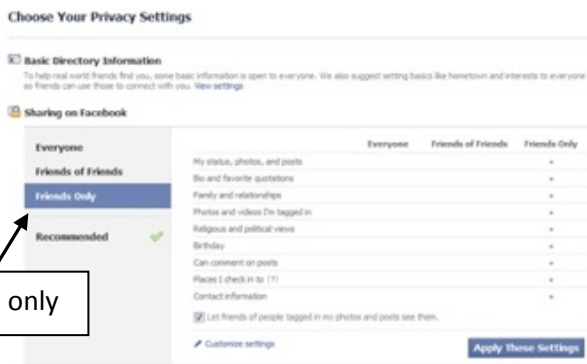 Choose Your Privacy Settings
Basic Directory Information
To help real world friends find you, some basic information is open to everyone. We also suggest setting basics like hometown and interests to everyone
so friends can use those to connect with you. View settings
Sharing on Facebook
Everyone
Friends of Friends
Friends Only
Recommended
Everyone Friends of Friends Friends Only
My status, photos, and posts
Bio and favorite quotations
Family and relationships
Photos and videos I'm tagged in
Religious and political views
Birthday
Can comment on posts
Places I check in to [?]
Contact information
Let friends of people tagged in my photos and posts see them.
Customize settings
Apply These Settings
only